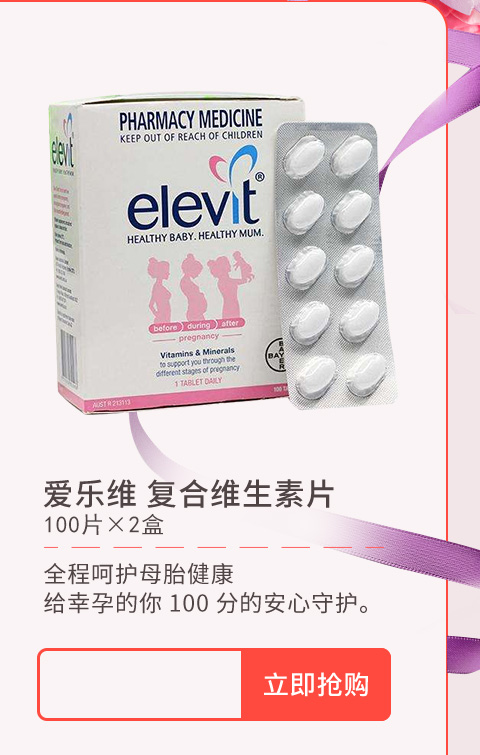 PHARMACY MEDICINE
KEEP OUT OF REACH OF CHILDREN
elevit
elevit®
HEALTHY BABY. HEALTHY MUM.
before during after
pregnancy
Vitamins & Minerals
to support you through the
different stages of pregnancy
1 TABLET DAILY
AUST R 213113
BAYER
爱乐维 复合维生素片
100片×2盒
全程呵护母胎健康
给幸孕的你 100 分的安心守护。
立即抢购